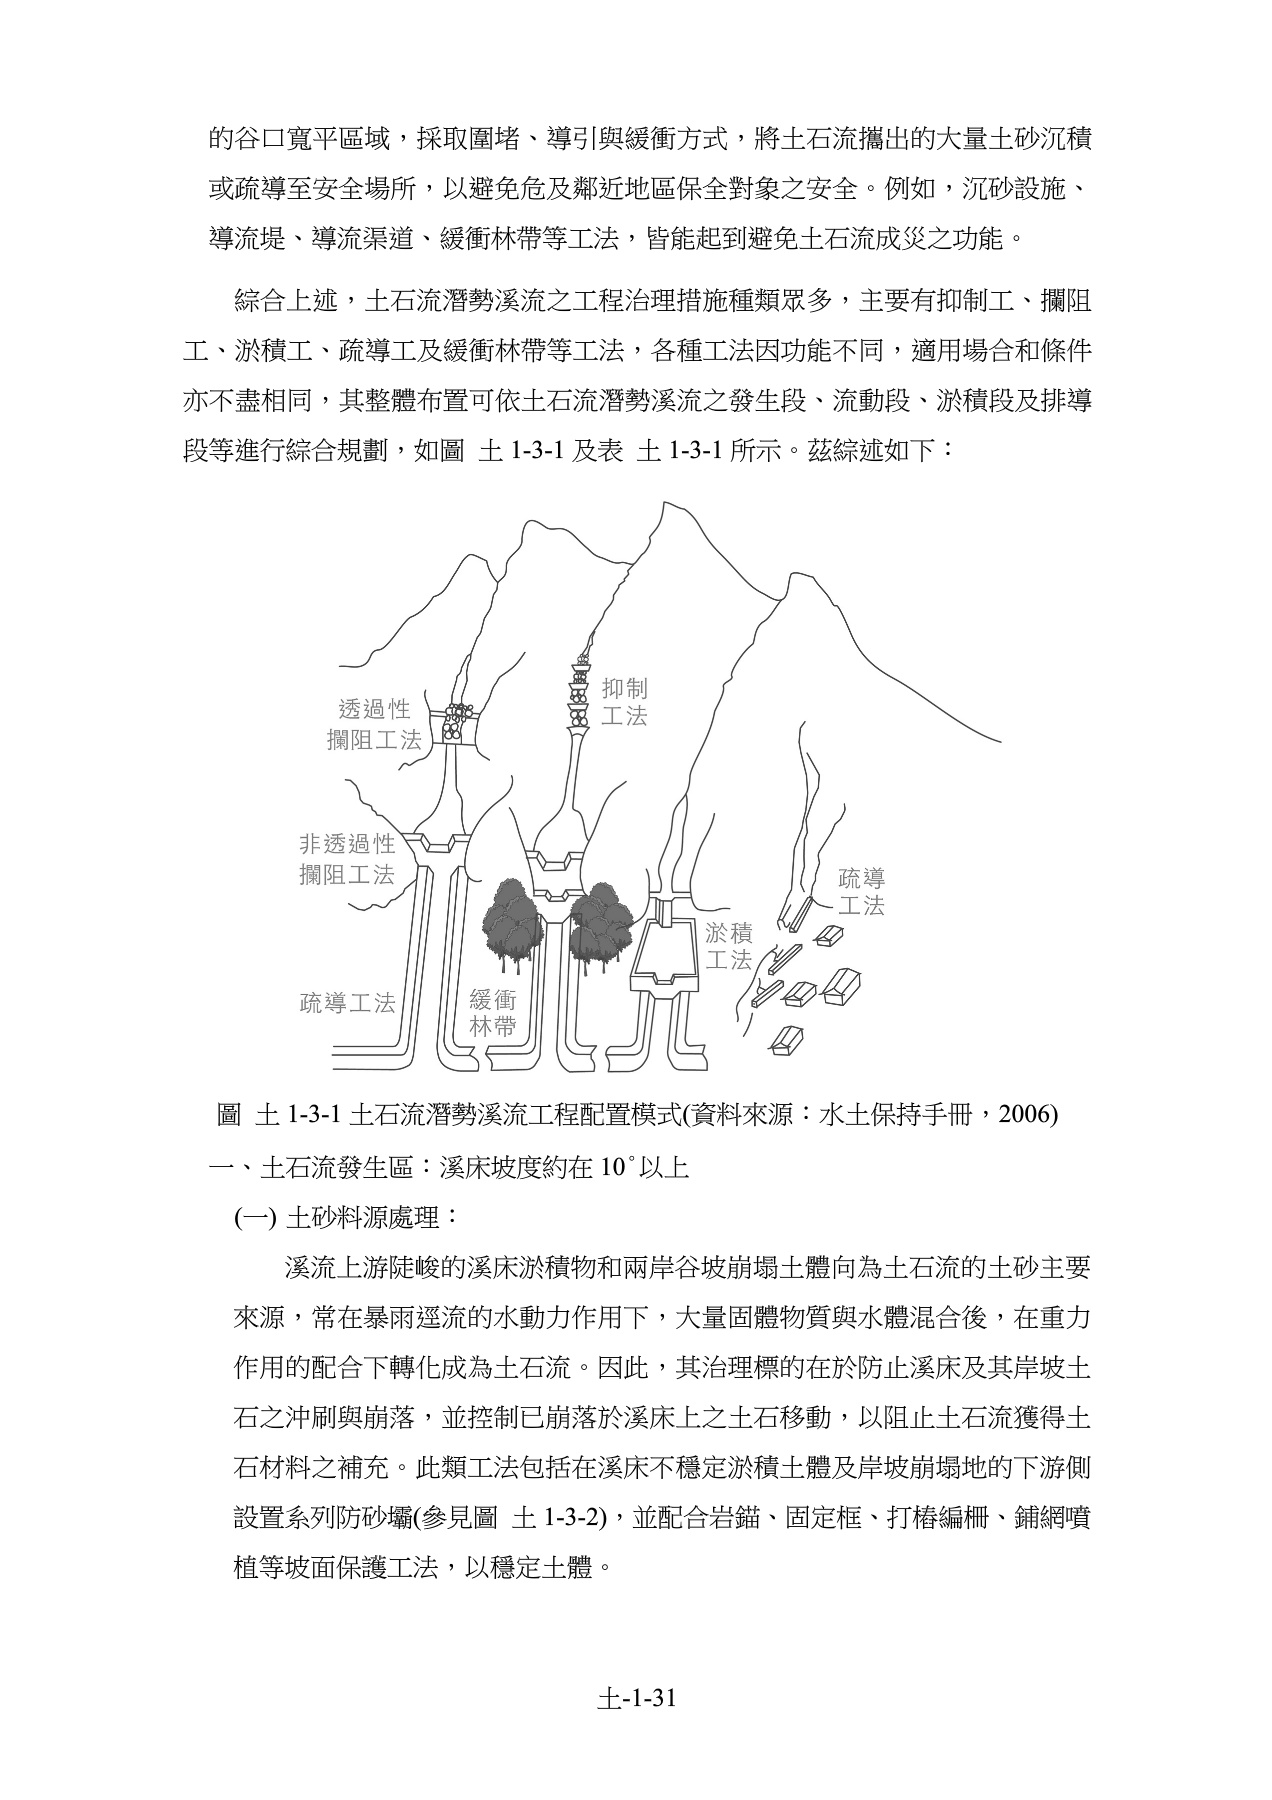 的谷口寬平區域，採取圍堵、導引與緩衝方式，將土石流攜出的大量土砂沉積
或疏導至安全場所，以避免危及鄰近地區保全對象之安全。例如，沉砂設施、
導流堤、導流渠道、緩衝林帶等工法，皆能起到避免土石流成災之功能。
綜合上述，土石流潛勢溪流之工程治理措施種類眾多，主要有抑制工、攔阻
工、淤積工、疏導工及緩衝林帶等工法，各種工法因功能不同，適用場合和條件
亦不盡相同，其整體布置可依土石流潛勢溪流之發生段、流動段、淤積段及排導
段等進行綜合規劃，如圖 土 1-3-1 及表 土 1-3-1 所示。茲綜述如下：
抑制
工法
透過性
攔阻工法
非透過性
攔阻工法
疏導
工法
淤積
工法
疏導工法
緩衝
林帶
圖 土 1-3-1 土石流潛勢溪流工程配置模式(資料來源：水土保持手冊，2006)
一、土石流發生區：溪床坡度約在 10°以上
(一) 土砂料源處理：
溪流上游陡峻的溪床淤積物和兩岸谷坡崩塌土體向為土石流的土砂主要
來源，常在暴雨逕流的水動力作用下，大量固體物質與水體混合後，在重力
作用的配合下轉化成為土石流。因此，其治理標的在於防止溪床及其岸坡土
石之沖刷與崩落，並控制已崩落於溪床上之土石移動，以阻止土石流獲得土
石材料之補充。此類工法包括在溪床不穩定淤積土體及岸坡崩塌地的下游側
設置系列防砂壩(參見圖 土 1-3-2)，並配合岩錨、固定框、打樁編柵、鋪網噴
植等坡面保護工法，以穩定土體。
土-1-31